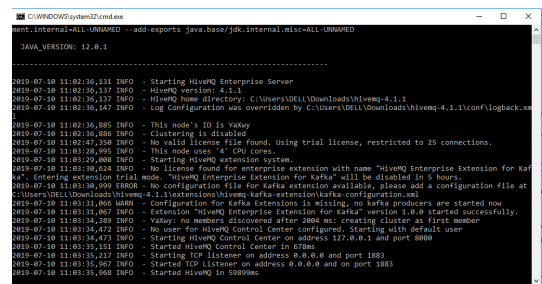 C:\WINDOWS\system32\cmd.exe
ment.internal=ALL-UNNAMED --add-exports java.base/jdk.internal.misc=ALL-UNNAMED
JAVA_VERSION: 12.0.1
-------------------------------------------------------------------------
2019-07-10 11:02:36,131 INFO  - Starting HiveMQ Enterprise Server
2019-07-10 11:02:36,137 INFO  - HiveMQ version: 4.1.1
2019-07-10 11:02:36,137 INFO  - HiveMQ home directory: C:\Users\DELL\Downloads\hivemq-4.1.1
2019-07-10 11:02:36,147 INFO  - Log Configuration was overridden by C:\Users\DELL\Downloads\hivemq-4.1.1\conf\logback.xm
l
2019-07-10 11:02:36,885 INFO  - This node's ID is YaXwy
2019-07-10 11:02:36,886 INFO  - Clustering is disabled
2019-07-10 11:02:47,350 INFO  - No valid license file found. Using trial license, restricted to 25 connections.
2019-07-10 11:03:28,995 INFO  - This node uses '4' CPU cores.
2019-07-10 11:03:29,008 INFO  - Starting HiveMQ extension system.
2019-07-10 11:03:30,624 INFO  - No license found for enterprise extension with name "HiveMQ Enterprise Extension for Kaf
ka". Entering extension trial mode. "HiveMQ Enterprise Extension for Kafka" will be disabled in 5 hours.
2019-07-10 11:03:30,999 ERROR - No configuration file for Kafka extension available, please add a configuration file at
C:\Users\DELL\Downloads\hivemq-4.1.1\extensions\hivemq-kafka-extension\kafka-configuration.xml
2019-07-10 11:03:31,066 WARN  - Configuration for Kafka Extensions is missing, no kafka producers are started now
2019-07-10 11:03:31,067 INFO  - Extension "HiveMQ Enterprise Extension for Kafka" version 1.0.0 started successfully.
2019-07-10 11:03:34,389 INFO  - YaXwy: no members discovered after 2004 ms: creating cluster as first member
2019-07-10 11:03:34,472 INFO  - No user for HiveMQ Control Center configured. Starting with default user
2019-07-10 11:03:34,473 INFO  - Starting HiveMQ Control Center on address 127.0.0.1 and port 8080
2019-07-10 11:03:35,151 INFO  - Started HiveMQ Control Center in 678ms
2019-07-10 11:03:35,217 INFO  - Starting TCP listener on address 0.0.0.0 and port 1883
2019-07-10 11:03:35,967 INFO  - Started TCP Listener on address 0.0.0.0 and on port 1883
2019-07-10 11:03:35,968 INFO  - Started HiveMQ in 59899ms